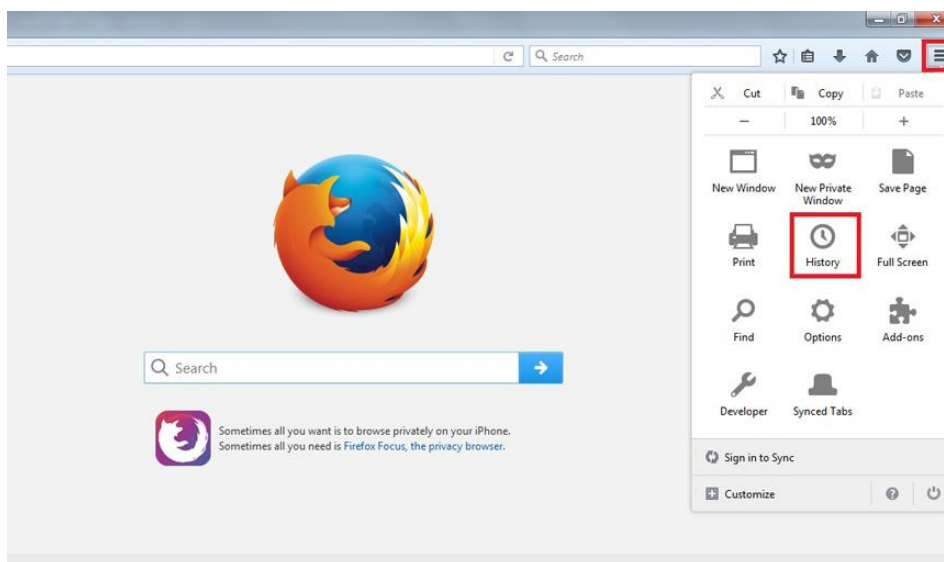 Search
Cut Copy Paste
− 100% +
New Window New Private Window Save Page
Print History Full Screen
Find Options Add-ons
Developer Synced Tabs
Sign in to Sync
Customize
Search
Sometimes all you want is to browse privately on your iPhone.
Sometimes all you need is Firefox Focus, the privacy browser.